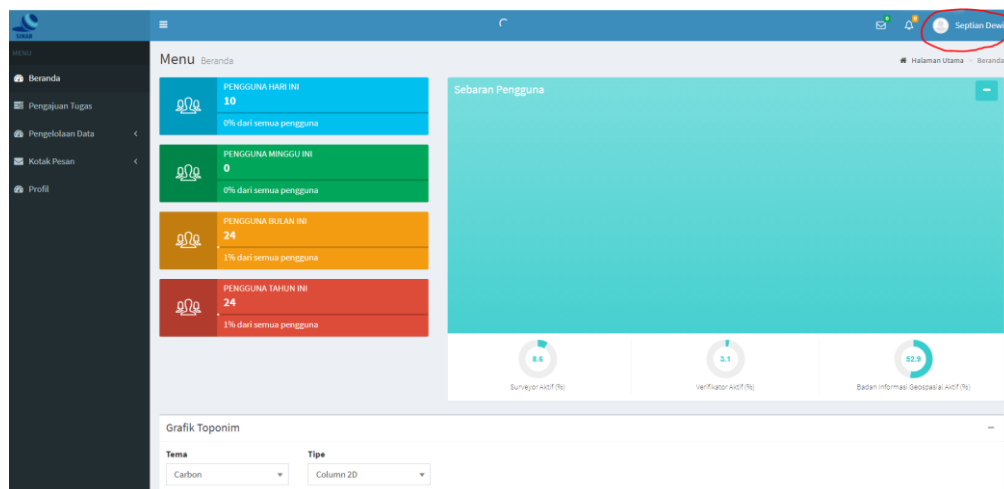 SINAR
Septian Dewi
MENU
Beranda
Pengajuan Tugas
Pengelolaan Data
Kotak Pesan
Profil
Menu Beranda
Halaman Utama > Beranda
PENGGUNA HARI INI
10
0% dari semua pengguna
PENGGUNA MINGGU INI
0
0% dari semua pengguna
PENGGUNA BULAN INI
24
1% dari semua pengguna
PENGGUNA TAHUN INI
24
1% dari semua pengguna
Sebaran Pengguna
8.6
Surveyor Aktif (%)
3.1
Verifikator Aktif (%)
52.9
Badan Informasi Geospasial Aktif (%)
Grafik Toponim
Tema
Tipe
Carbon
Column 2D